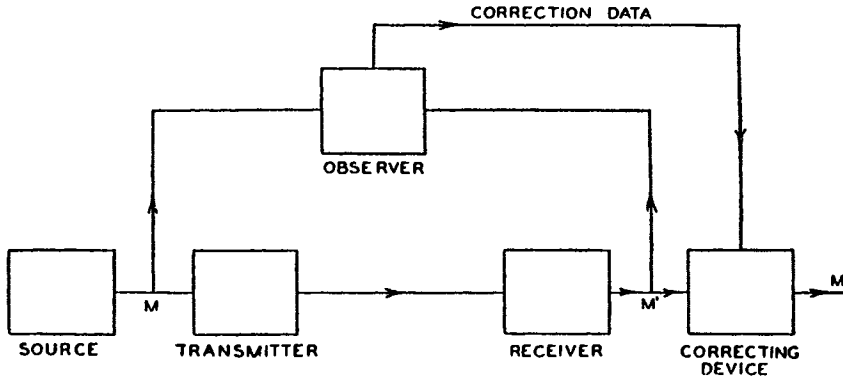 CORRECTION DATA
OBSERVER
M
M'
M
SOURCE
TRANSMITTER
RECEIVER
CORRECTING
DEVICE